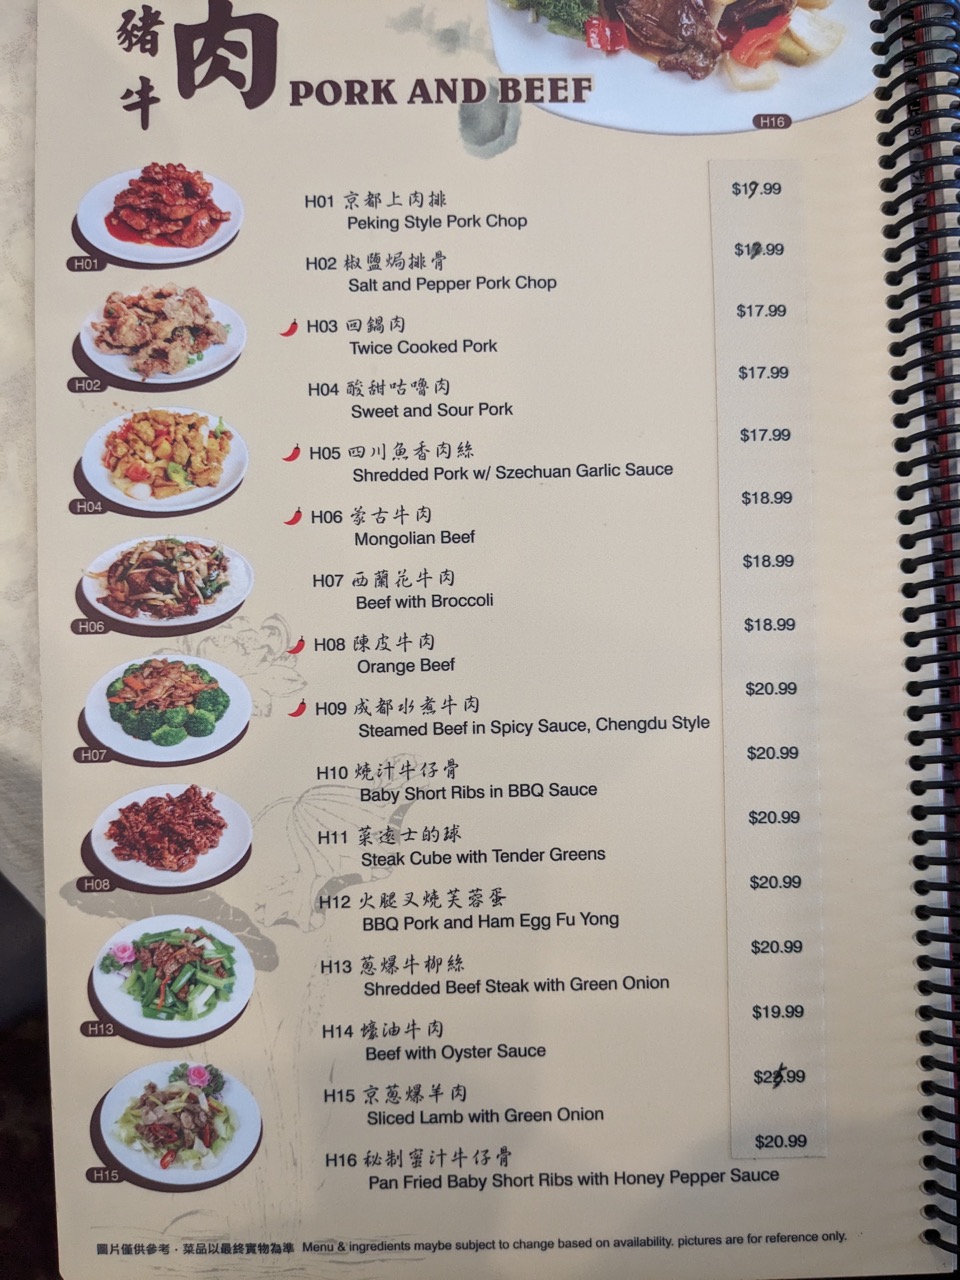 豬牛 肉 PORK AND BEEF
H16
H01 京都上肉排 $19.99
Peking Style Pork Chop
H01
H02 椒鹽焗排骨
Salt and Pepper Pork Chop
H02
H03 回鍋肉 $17.99
Twice Cooked Pork
H04 酸甜咕嚕肉 $17.99
Sweet and Sour Pork
H04
H05 四川魚香肉絲 $17.99
Shredded Pork w/ Szechuan Garlic Sauce
H06 蒙古牛肉 $18.99
Mongolian Beef
H06
H07 西蘭花牛肉 $18.99
Beef with Broccoli
H07
H08 陳皮牛肉 $18.99
Orange Beef
H08
H09 成都水煮牛肉 $20.99
Steamed Beef in Spicy Sauce, Chengdu Style
H10 燒汁牛仔骨 $20.99
Baby Short Ribs in BBQ Sauce
H11 菜遠士的球 $20.99
Steak Cube with Tender Greens
H12 火腿叉燒芙蓉蛋 $20.99
BBQ Pork and Ham Egg Fu Yong
H13 蔥爆牛柳絲 $20.99
Shredded Beef Steak with Green Onion
H13
H14 蠔油牛肉 $19.99
Beef with Oyster Sauce
H15 京蔥爆羊肉 $25.99
Sliced Lamb with Green Onion
H15
H16 秘制蜜汁牛仔骨 $20.99
Pan Fried Baby Short Ribs with Honey Pepper Sauce
圖片僅供參考・菜品以最終實物為準 Menu & ingredients maybe subject to change based on availability. pictures are for reference only.